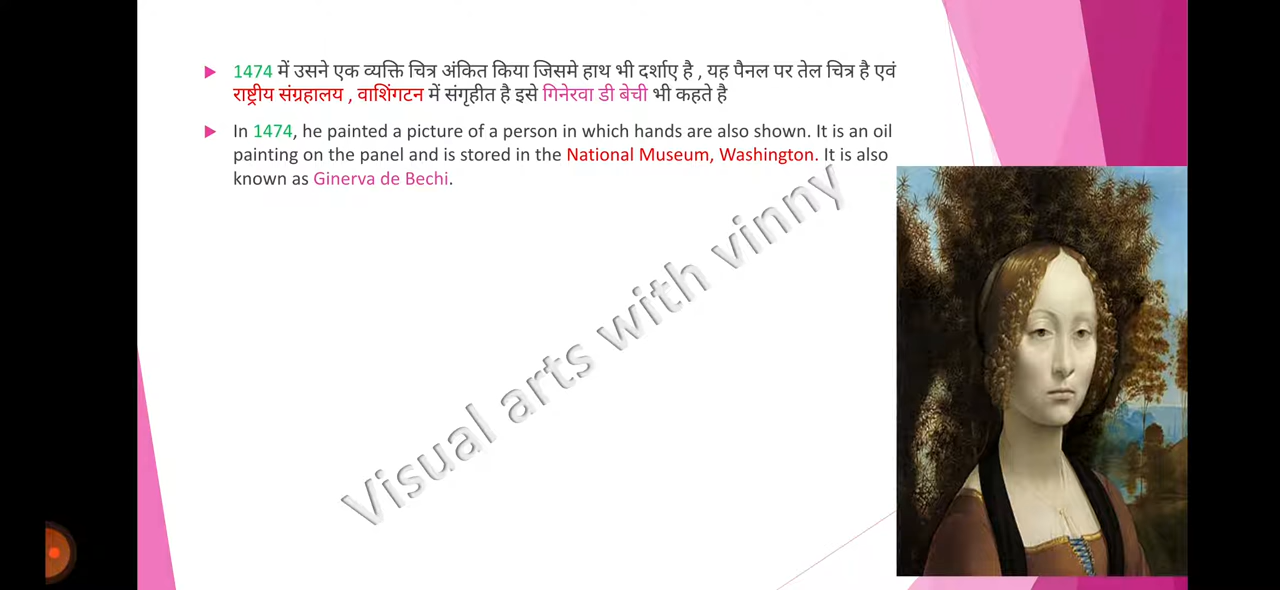 1474 में उसने एक व्यक्ति चित्र अंकित किया जिसमे हाथ भी दर्शाए है , यह पैनल पर तेल चित्र है एवं
राष्ट्रीय संग्रहालय , वाशिंगटन में संगृहीत है इसे गिनेरवा डी बेची भी कहते है
In 1474, he painted a picture of a person in which hands are also shown. It is an oil
painting on the panel and is stored in the National Museum, Washington. It is also
known as Ginerva de Bechi.
Visual arts with vinny